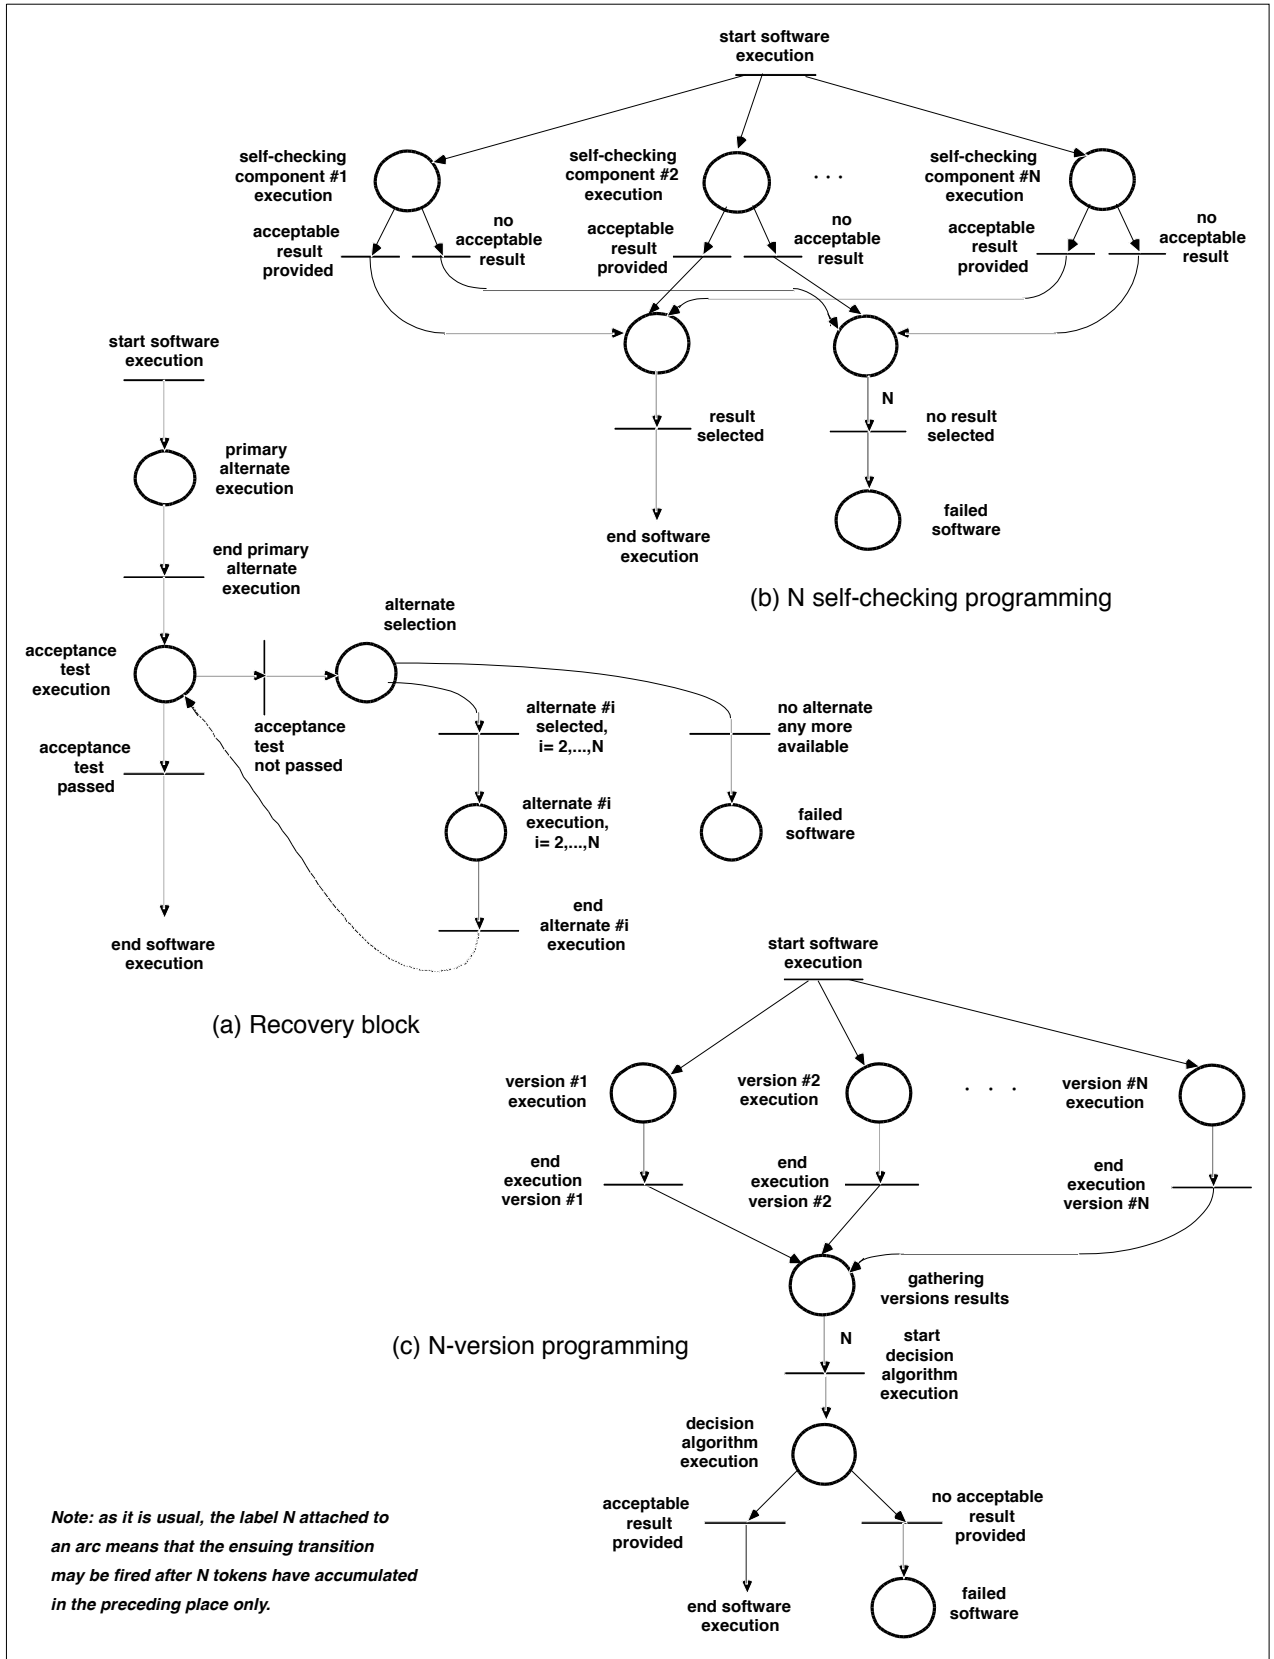 start software
execution
self-checking
component #1
execution
self-checking
component #2
execution
. . .
self-checking
component #N
execution
acceptable
result
provided
no
acceptable
result
acceptable
result
provided
no
acceptable
result
acceptable
result
provided
no
acceptable
result
result
selected
N
no result
selected
end software
execution
failed
software
(b) N self-checking programming
start software
execution
primary
alternate
execution
end primary
alternate
execution
acceptance
test
execution
alternate
selection
acceptance
test
not passed
acceptance
test
passed
alternate #i
selected,
i= 2,...,N
no alternate
any more
available
alternate #i
execution,
i= 2,...,N
failed
software
end
alternate #i
execution
end software
execution
(a) Recovery block
start software
execution
version #1
execution
version #2
execution
. . .
version #N
execution
end
execution
version #1
end
execution
version #2
end
execution
version #N
gathering
versions results
(c) N-version programming
N
start
decision
algorithm
execution
decision
algorithm
execution
acceptable
result
provided
no acceptable
result
provided
end software
execution
failed
software
Note: as it is usual, the label N attached to
an arc means that the ensuing transition
may be fired after N tokens have accumulated
in the preceding place only.